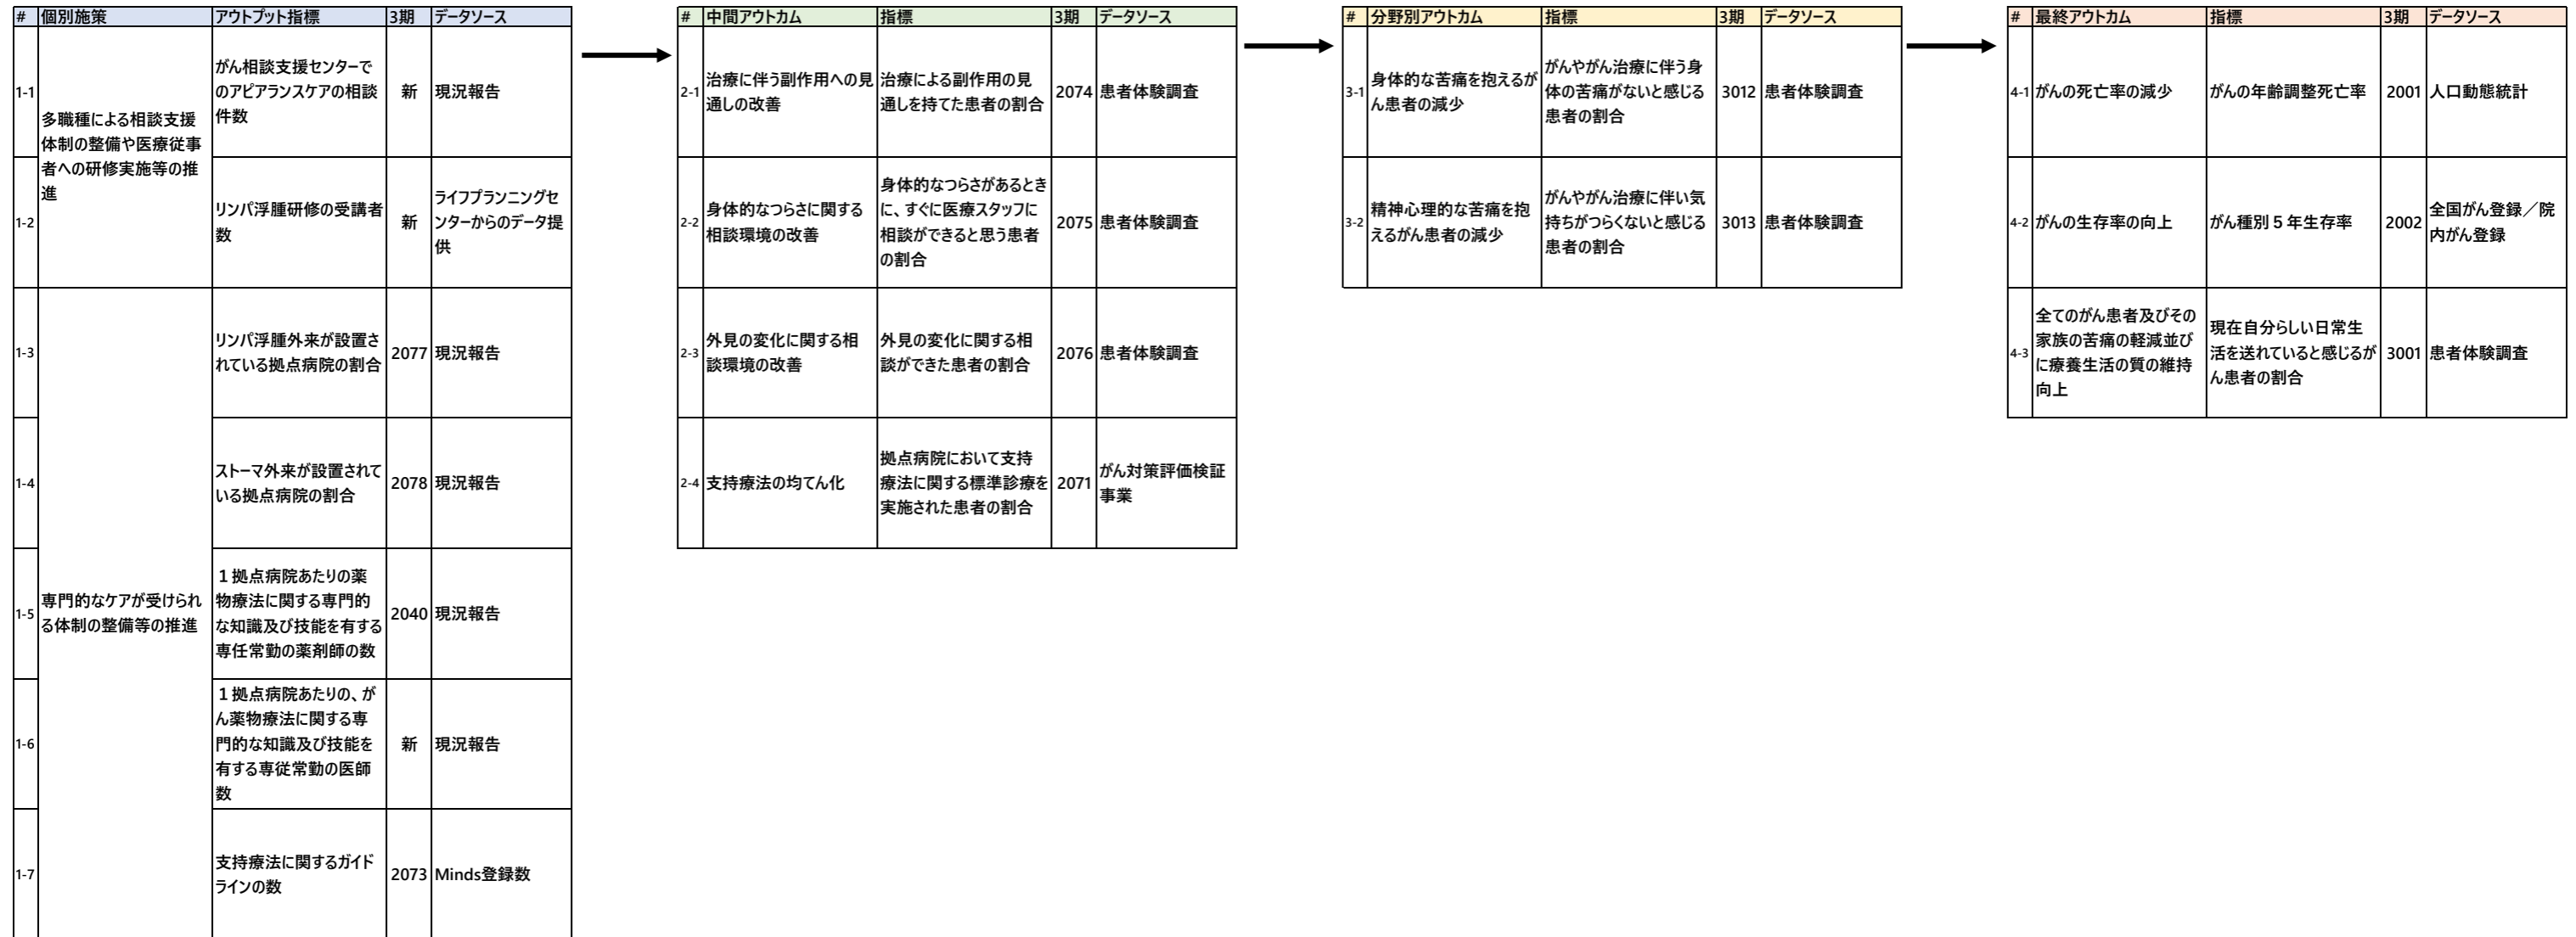 # 個別施策 アウトプット指標 3期 データソース
1-1
多職種による相談支援
体制の整備や医療従事
者への研修実施等の推
進
がん相談支援センターで
のアピアランスケアの相談
件数
新 現況報告
1-2
リンパ浮腫研修の受講者
数
新
ライフプランニングセ
ンターからのデータ提
供
1-3
専門的なケアが受けられ
る体制の整備等の推進
リンパ浮腫外来が設置さ
れている拠点病院の割合
2077 現況報告
1-4
ストーマ外来が設置されて
いる拠点病院の割合
2078 現況報告
1-5
1拠点病院あたりの薬
物療法に関する専門的
な知識及び技能を有する
専任常勤の薬剤師の数
2040 現況報告
1-6
1拠点病院あたりの、が
ん薬物療法に関する専
門的な知識及び技能を
有する専従常勤の医師
数
新 現況報告
1-7
支持療法に関するガイド
ラインの数
2073 Minds登録数
# 中間アウトカム 指標 3期 データソース
2-1
治療に伴う副作用への見
通しの改善
治療による副作用の見
通しを持てた患者の割合
2074 患者体験調査
2-2
身体的なつらさに関する
相談環境の改善
身体的なつらさがあるとき
に、すぐに医療スタッフに
相談ができると思う患者
の割合
2075 患者体験調査
2-3
外見の変化に関する相
談環境の改善
外見の変化に関する相
談ができた患者の割合
2076 患者体験調査
2-4
支持療法の均てん化
拠点病院において支持
療法に関する標準診療を
実施された患者の割合
2071
がん対策評価検証
事業
# 分野別アウトカム 指標 3期 データソース
3-1
身体的な苦痛を抱えるが
ん患者の減少
がんやがん治療に伴う身
体の苦痛がないと感じる
患者の割合
3012 患者体験調査
3-2
精神心理的な苦痛を抱
えるがん患者の減少
がんやがん治療に伴い気
持ちがつらくないと感じる
患者の割合
3013 患者体験調査
# 最終アウトカム 指標 3期 データソース
4-1 がんの死亡率の減少 がんの年齢調整死亡率 2001 人口動態統計
4-2 がんの生存率の向上 がん種別5年生存率 2002
全国がん登録/院
内がん登録
4-3
全てのがん患者及びその
家族の苦痛の軽減並び
に療養生活の質の維持
向上
現在自分らしい日常生
活を送れていると感じるが
ん患者の割合
3001 患者体験調査